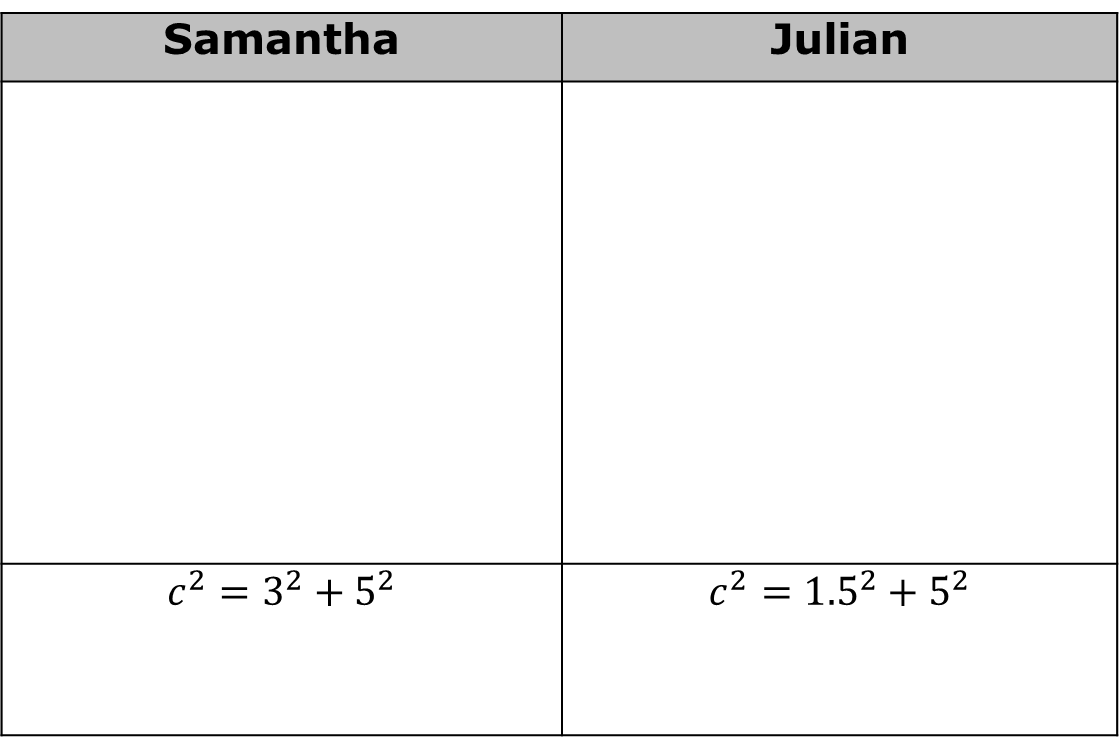 Samantha
Julian
𝑐² = 3² + 5²
𝑐² = 1.5² + 5²